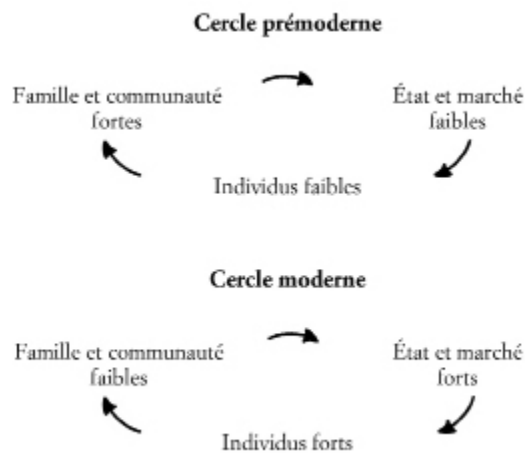 Cercle prémoderne
Famille et communauté
fortes
État et marché
faibles
Individus faibles
Cercle moderne
Famille et communauté
faibles
État et marché
forts
Individus forts